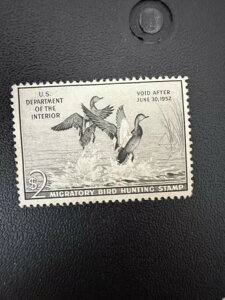 U.S.
DEPARTMENT
OF THE
INTERIOR
VOID AFTER
JUNE 30, 1952
$2
MIGRATORY BIRD HUNTING STAMP